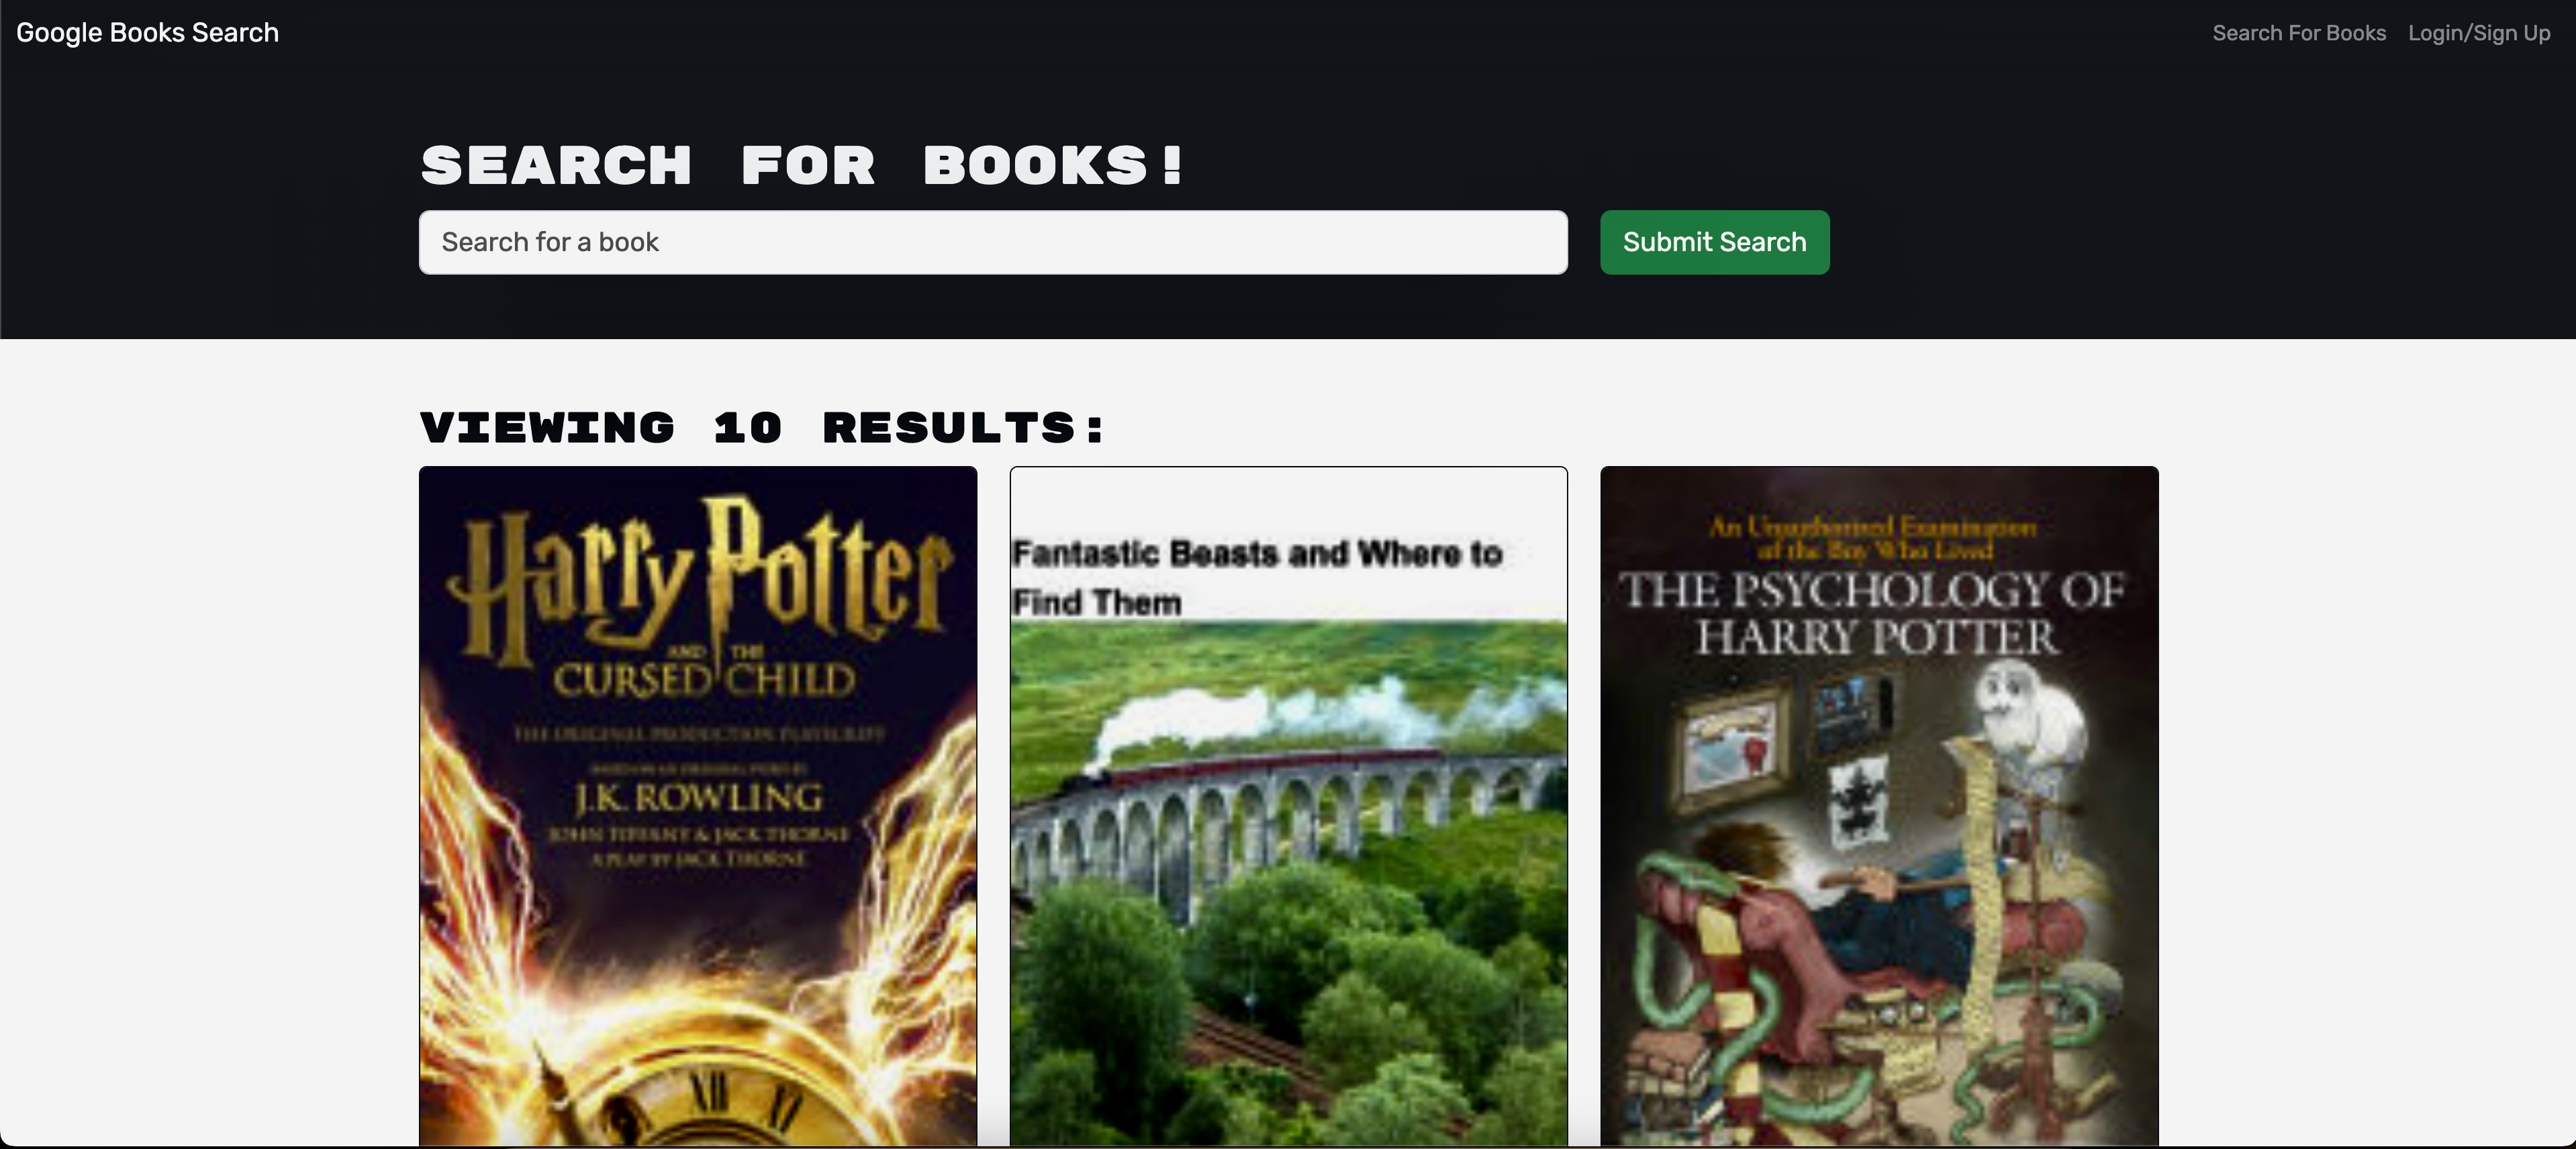 Google Books Search
Search For Books
Login/Sign Up
SEARCH FOR BOOKS!
Search for a book
Submit Search
VIEWING 10 RESULTS:
Harry Potter
AND THE
CURSED CHILD
THE ORIGINAL PRODUCTION PLAYSCRIPT
J.K. ROWLING
JOHN TIFFANY & JACK THORNE
A PLAY BY JACK THORNE
XII XI
Fantastic Beasts and Where to
Find Them
An Unauthorized Examination
of the Boy Who Lived
THE PSYCHOLOGY OF
HARRY POTTER